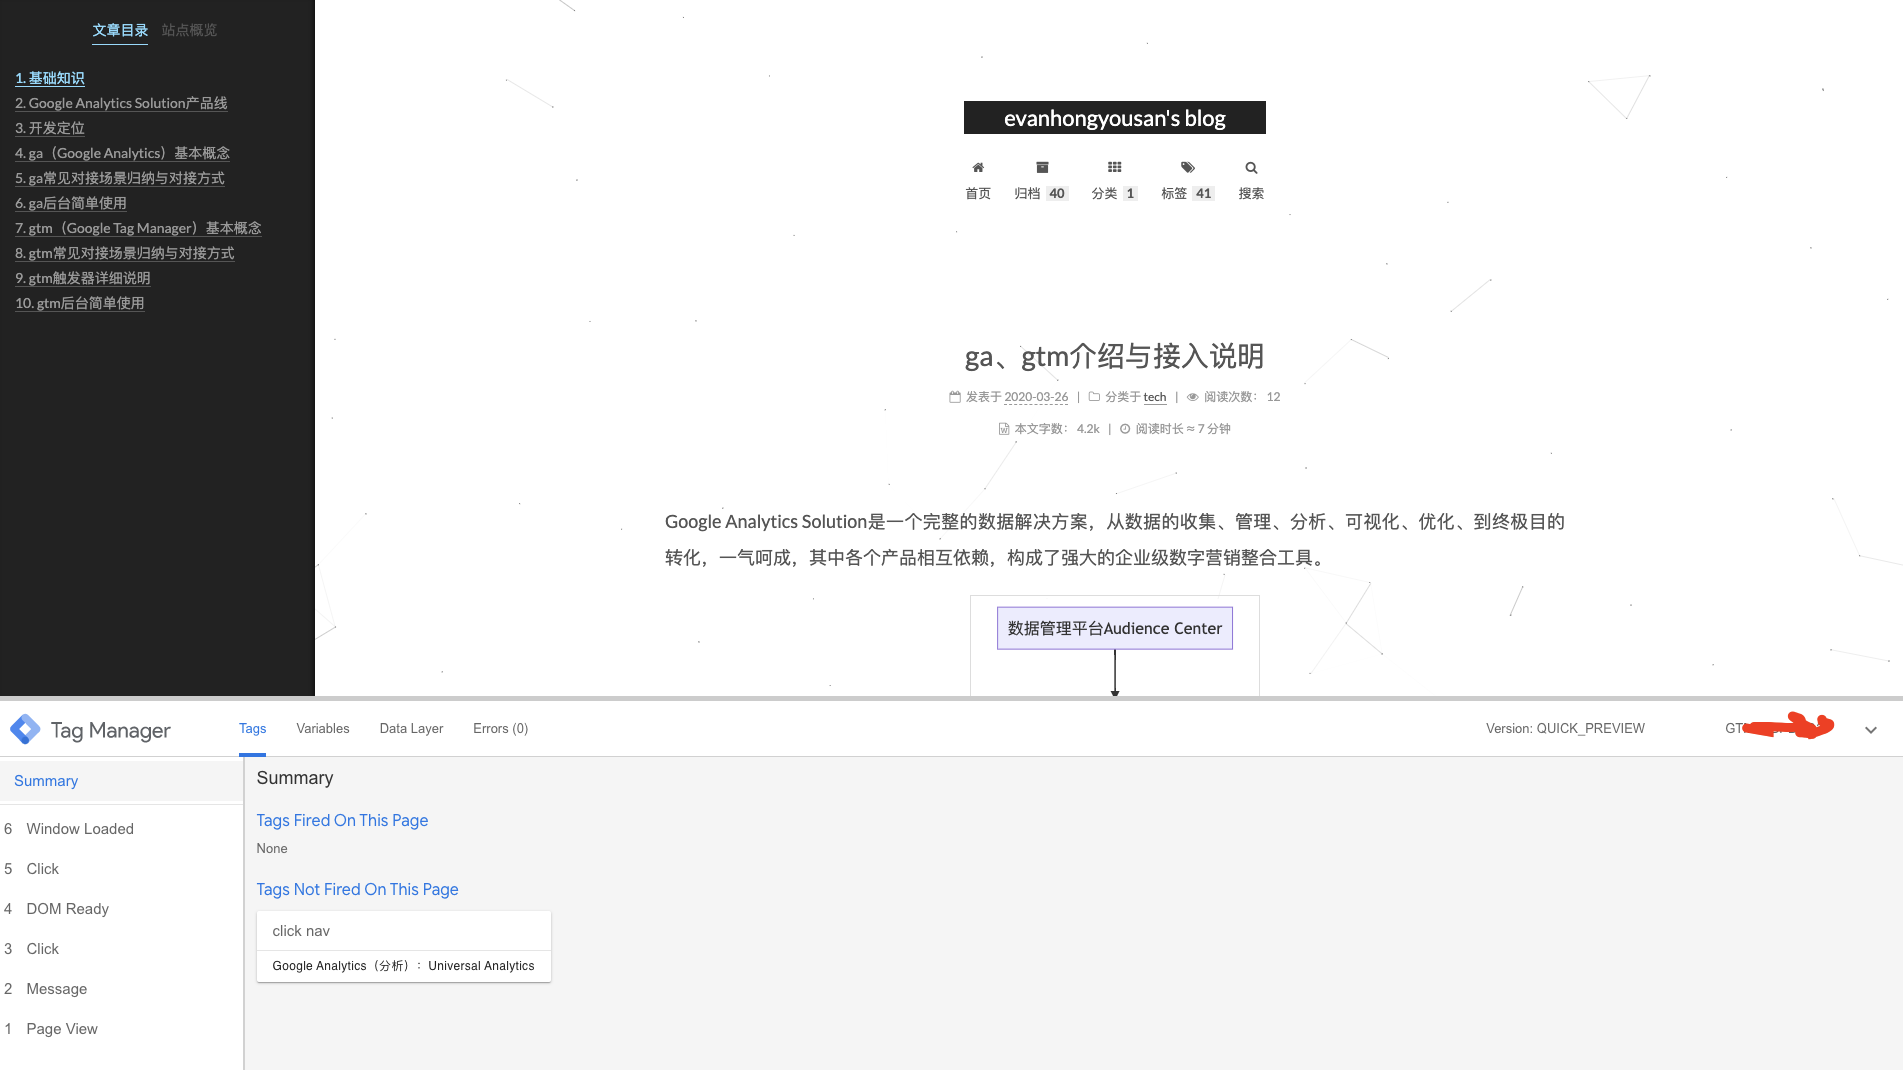 文章目录 站点概览
1. 基础知识
2. Google Analytics Solution产品线
3. 开发定位
4. ga（Google Analytics）基本概念
5. ga常见对接场景归纳与对接方式
6. ga后台简单使用
7. gtm（Google Tag Manager）基本概念
8. gtm常见对接场景归纳与对接方式
9. gtm触发器详细说明
10. gtm后台简单使用
evanhongyousan's blog
首页 归档 40 分类 1 标签 41 搜索
ga、gtm介绍与接入说明
发表于 2020-03-26 | 分类于 tech | 阅读次数： 12
本文字数： 4.2k | 阅读时长 ≈ 7 分钟
Google Analytics Solution是一个完整的数据解决方案，从数据的收集、管理、分析、可视化、优化、到终极目的
转化，一气呵成，其中各个产品相互依赖，构成了强大的企业级数字营销整合工具。
数据管理平台Audience Center
Tag Manager Tags Variables Data Layer Errors (0) Version: QUICK_PREVIEW
Summary
6 Window Loaded
5 Click
4 DOM Ready
3 Click
2 Message
1 Page View
Summary
Tags Fired On This Page
None
Tags Not Fired On This Page
click nav
Google Analytics（分析）：Universal Analytics